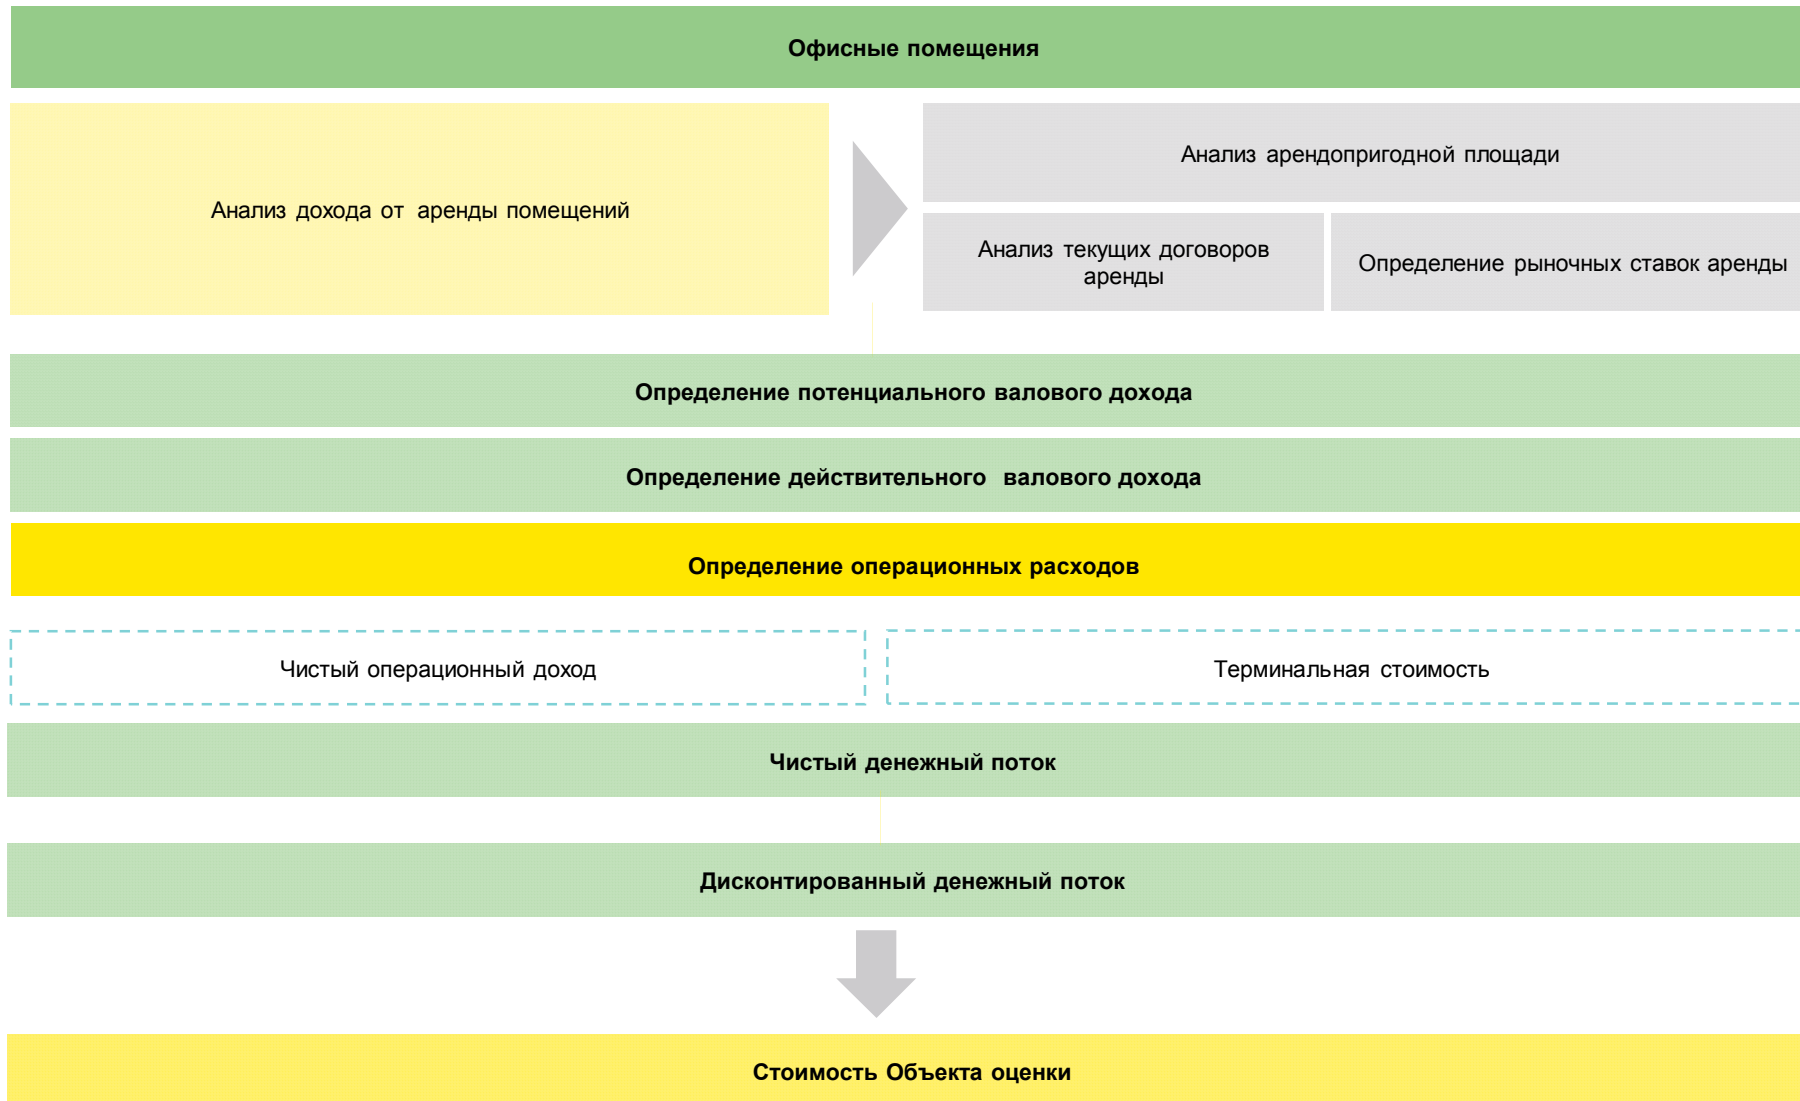 Офисные помещения
Анализ дохода от аренды помещений
Анализ арендопригодной площади
Анализ текущих договоров
аренды
Определение рыночных ставок аренды
Определение потенциального валового дохода
Определение действительного валового дохода
Определение операционных расходов
Чистый операционный доход
Терминальная стоимость
Чистый денежный поток
Дисконтированный денежный поток
Стоимость Объекта оценки